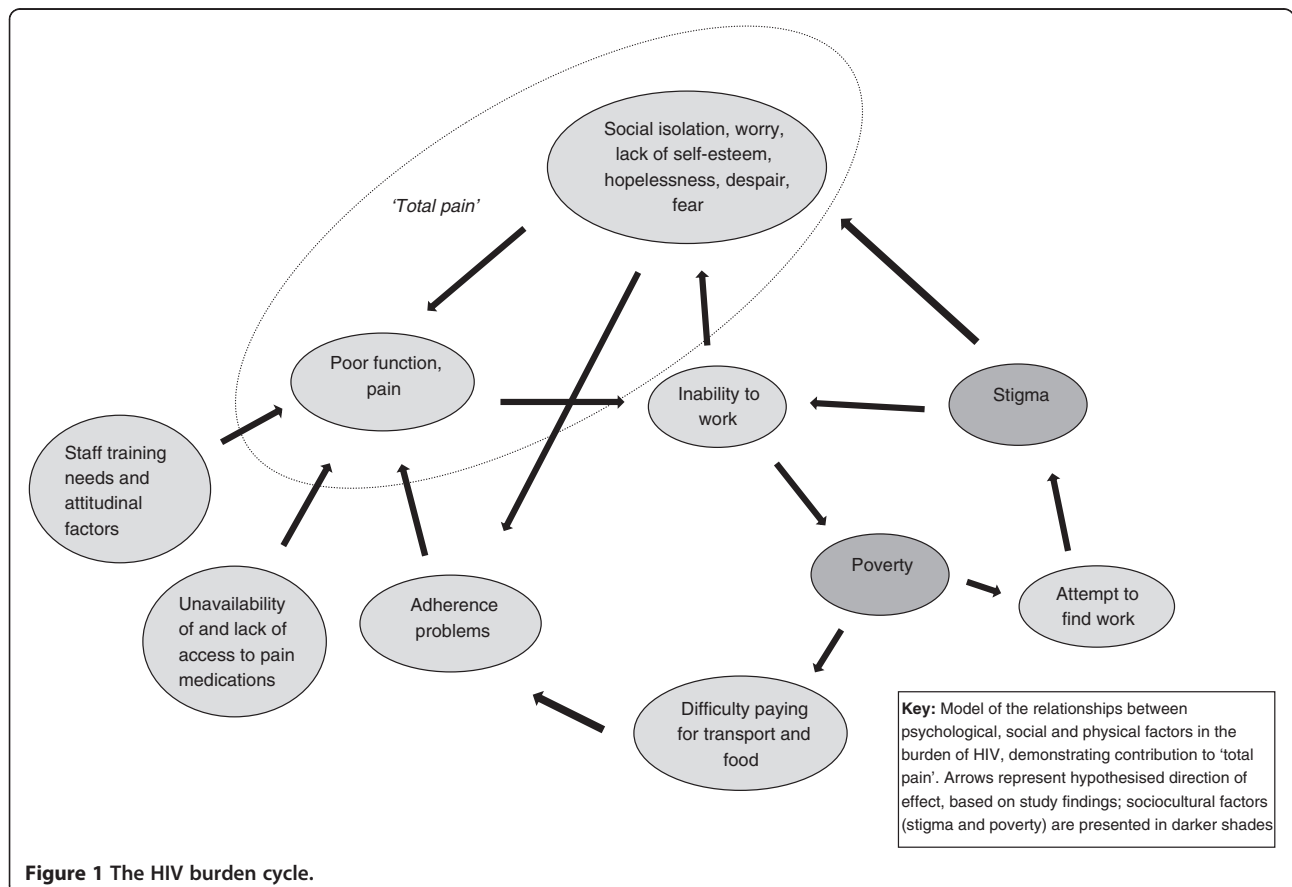 Social isolation, worry,
lack of self-esteem,
hopelessness, despair,
fear
‘Total pain’
Poor function,
pain
Inability to
work
Stigma
Staff training
needs and
attitudinal
factors
Poverty
Attempt to
find work
Unavailability
of and lack of
access to pain
medications
Adherence
problems
Difficulty paying
for transport and
food
Key: Model of the relationships between
psychological, social and physical factors in the
burden of HIV, demonstrating contribution to ‘total
pain’. Arrows represent hypothesised direction of
effect, based on study findings; sociocultural factors
(stigma and poverty) are presented in darker shades
Figure 1 The HIV burden cycle.